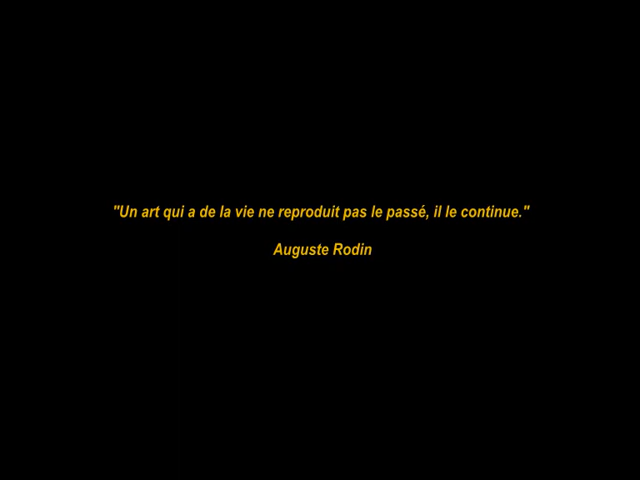 "Un art qui a de la vie ne reproduit pas le passé, il le continue."
Auguste Rodin